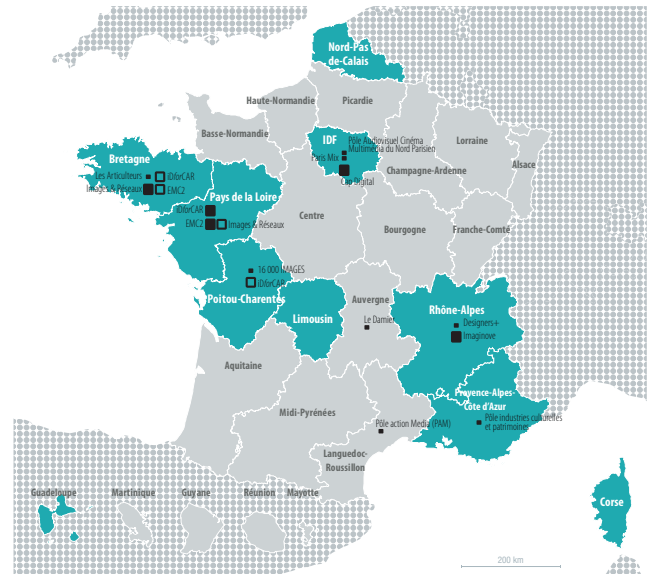 Nord-Pas
de-Calais
Haute-Normandie
Picardie
Basse-Normandie
IDF
Pôle Audiovisuel Cinéma
Multimédia du Nord Parisien
Paris Mix
Cap Digital
Lorraine
Alsace
Champagne-Ardenne
Bretagne
Les Articulteurs
iDforCAR
Images & Réseaux
EMC2
Pays de la Loire
iDforCAR
EMC2
Images & Réseaux
Centre
Bourgogne
Franche-Comté
16 000 IMAGES
iDforCAR
Poitou-Charentes
Limousin
Auvergne
Le Damier
Rhône-Alpes
Designers+
Imaginove
Aquitaine
Midi-Pyrénées
Provence-Alpes-
Côte d'Azur
Pôle industries culturelles
et patrimoines
Pôle action Media (PAM)
Languedoc-
Roussillon
Guadeloupe
Martinique
Guyane
Réunion
Mayotte
Corse
200 km